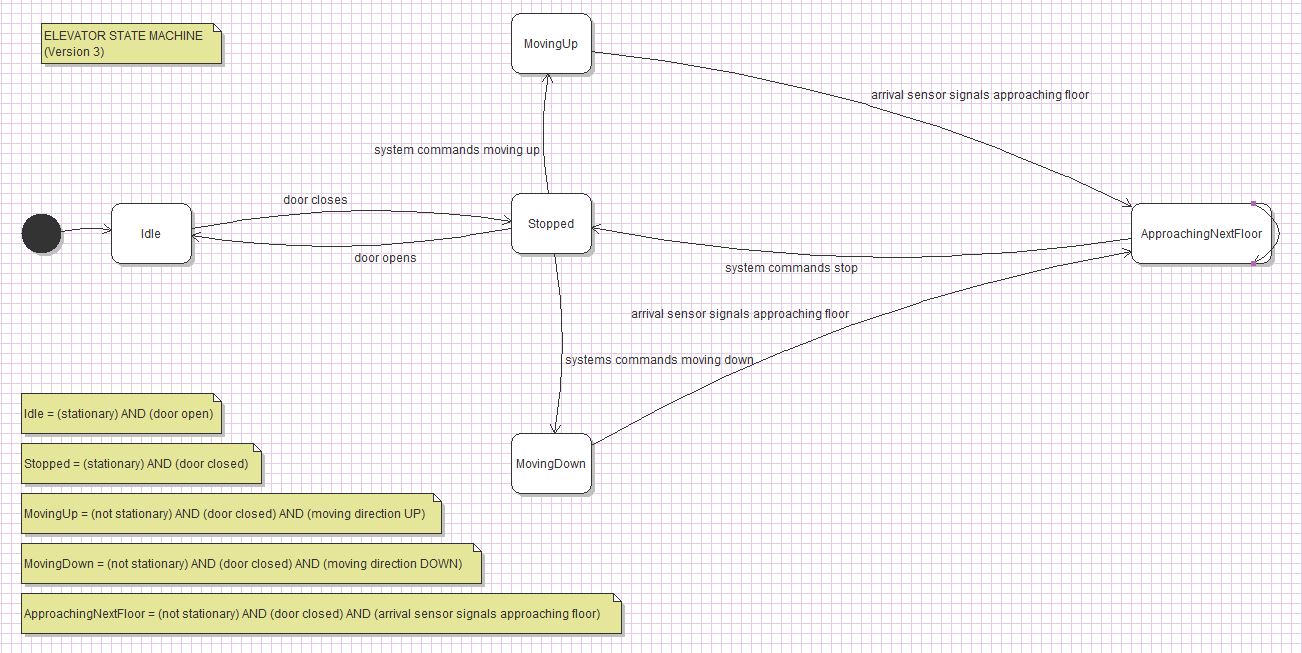 ELEVATOR STATE MACHINE
(Version 3)
MovingUp
arrival sensor signals approaching floor
system commands moving up
door closes
Idle
Stopped
ApproachingNextFloor
door opens
system commands stop
arrival sensor signals approaching floor
systems commands moving down
Idle = (stationary) AND (door open)
Stopped = (stationary) AND (door closed)
MovingDown
MovingUp = (not stationary) AND (door closed) AND (moving direction UP)
MovingDown = (not stationary) AND (door closed) AND (moving direction DOWN)
ApproachingNextFloor = (not stationary) AND (door closed) AND (arrival sensor signals approaching floor)